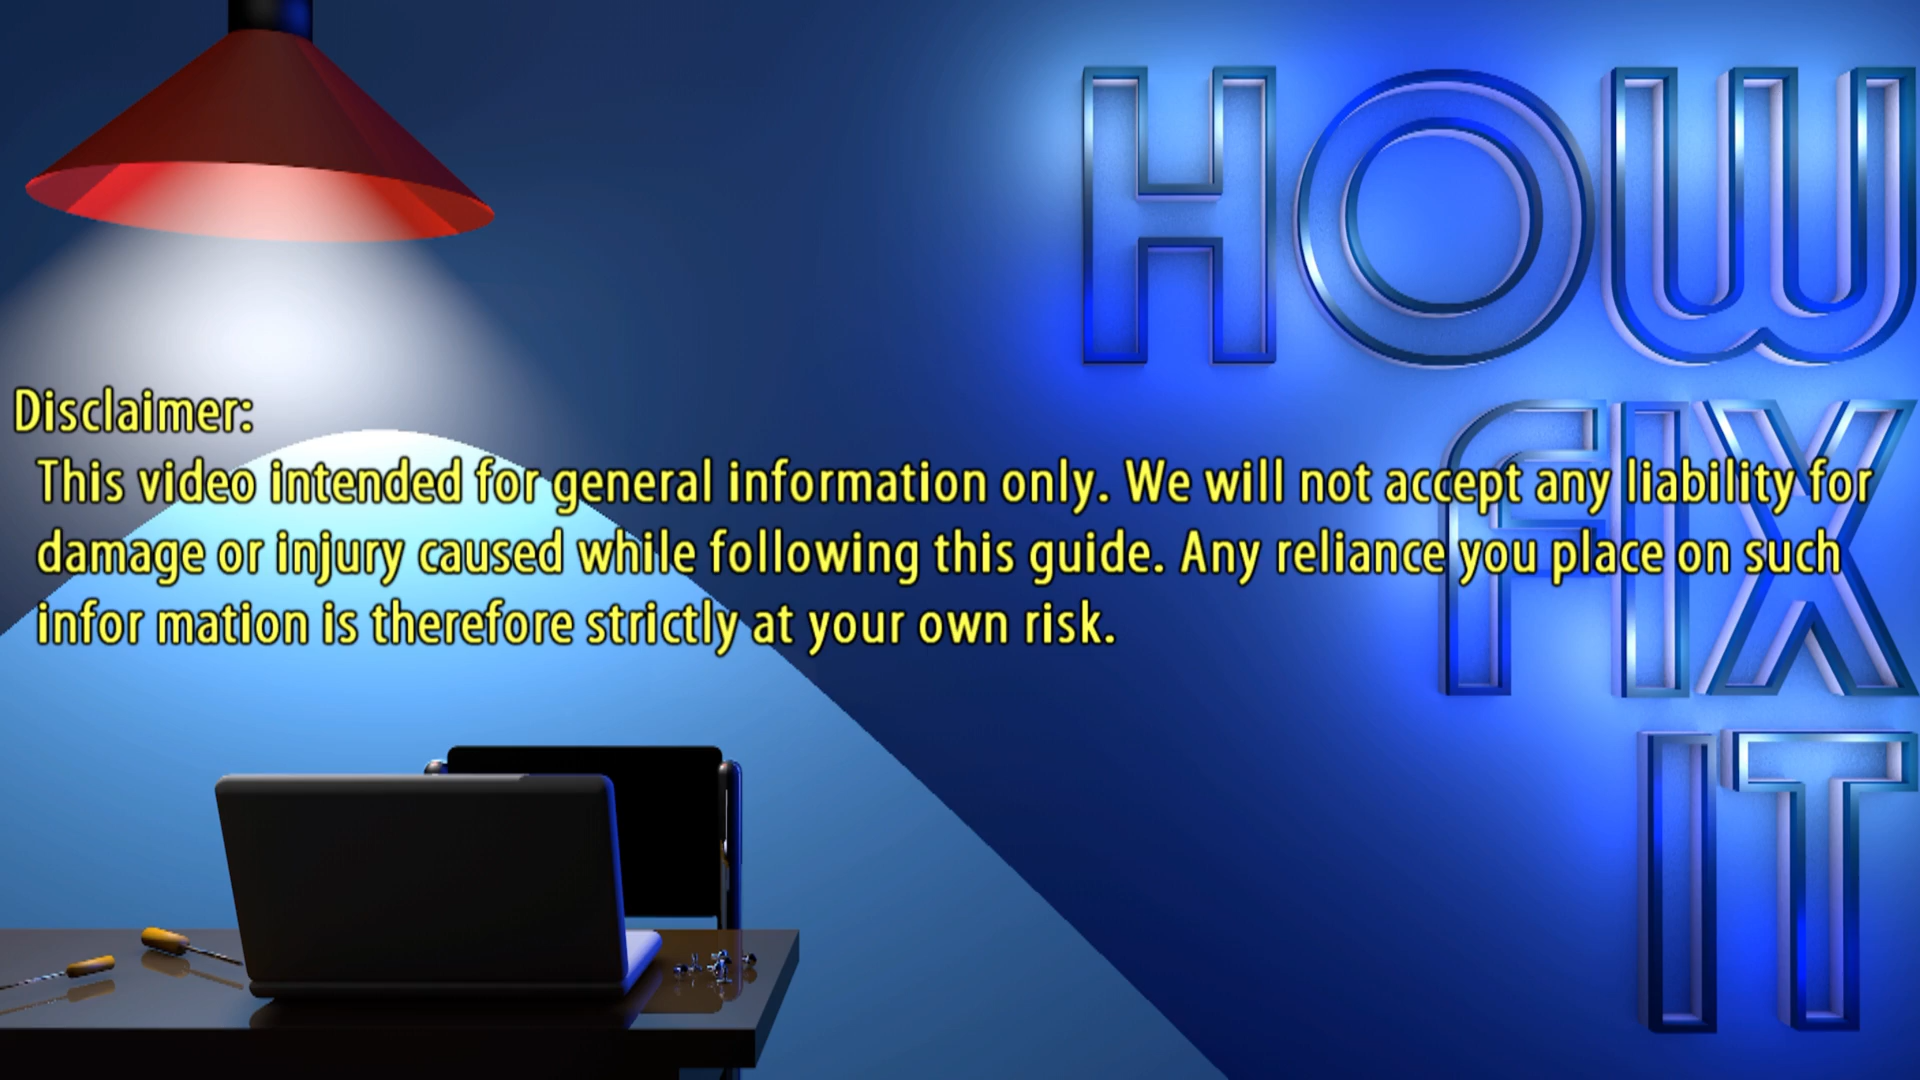 HOW
FIX
IT
Disclaimer:
This video intended for general information only. We will not accept any liability for
damage or injury caused while following this guide. Any reliance you place on such
infor mation is therefore strictly at your own risk.